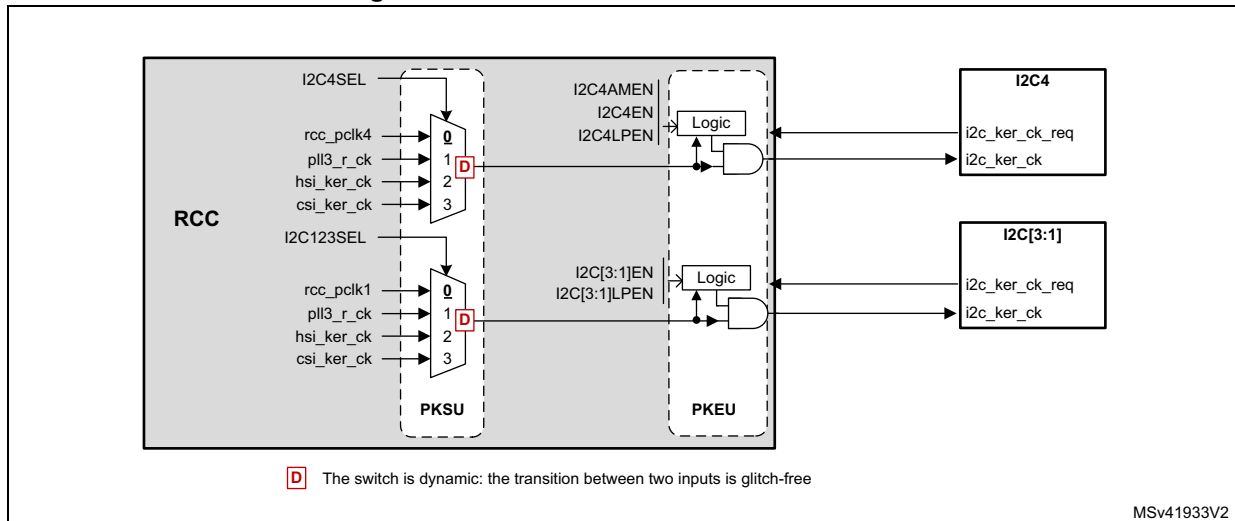 RCC
I2C4SEL
rcc_pclk4
pll3_r_ck
hsi_ker_ck
csi_ker_ck
0
1
2
3
D
I2C123SEL
rcc_pclk1
pll3_r_ck
hsi_ker_ck
csi_ker_ck
0
1
2
3
D
PKSU
I2C4AMEN
I2C4EN
I2C4LPEN
Logic
I2C[3:1]EN
I2C[3:1]LPEN
Logic
PKEU
I2C4
i2c_ker_ck_req
i2c_ker_ck
I2C[3:1]
i2c_ker_ck_req
i2c_ker_ck
D The switch is dynamic: the transition between two inputs is glitch-free
MSv41933V2